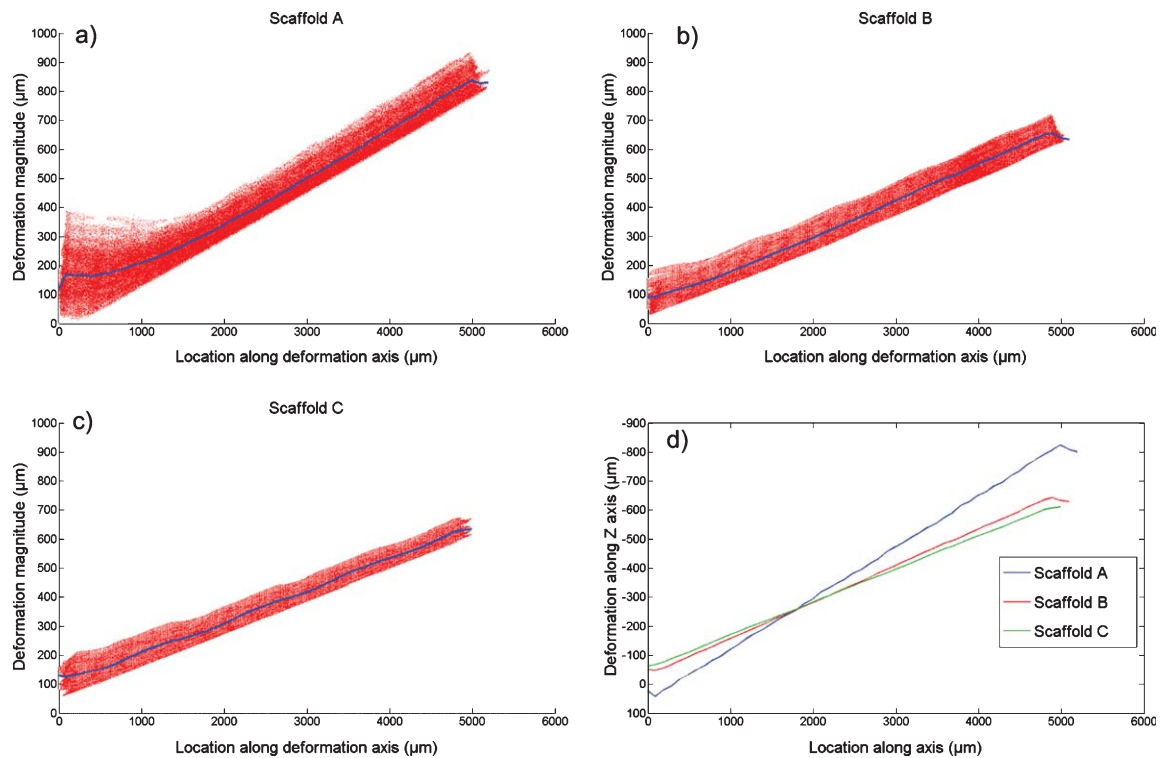 Scaffold A
a)
Deformation magnitude (µm)
1000
900
800
700
600
500
400
300
200
100
0
0 1000 2000 3000 4000 5000 6000
Location along deformation axis (µm)
Scaffold B
b)
Deformation magnitude (µm)
1000
900
800
700
600
500
400
300
200
100
0
0 1000 2000 3000 4000 5000 6000
Location along deformation axis (µm)
Scaffold C
c)
Deformation magnitude (µm)
1000
900
800
700
600
500
400
300
200
100
0
0 1000 2000 3000 4000 5000 6000
Location along deformation axis (µm)
d)
Deformation along Z axis (µm)
-900
-800
-700
-600
-500
-400
-300
-200
-100
0
100
0 1000 2000 3000 4000 5000 6000
Location along axis (µm)
Scaffold A
Scaffold B
Scaffold C